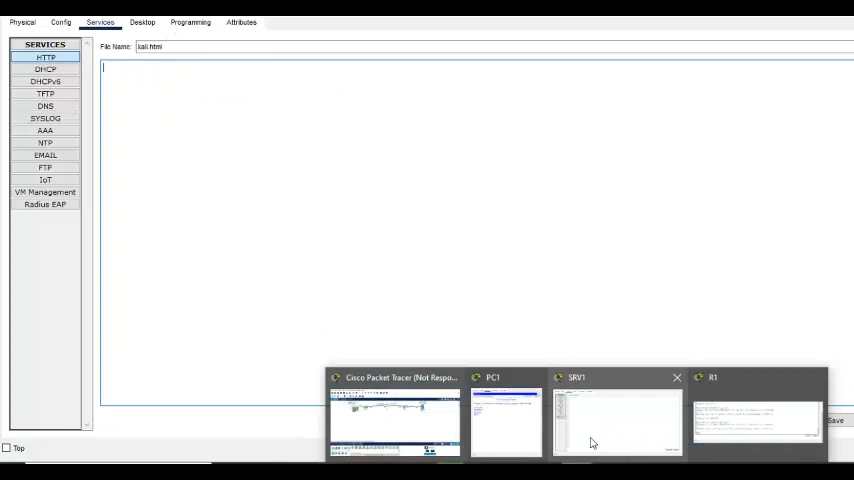 Physical Config Services Desktop Programming Attributes
SERVICES
HTTP
DHCP
DHCPv6
TFTP
DNS
SYSLOG
AAA
NTP
EMAIL
FTP
IoT
VM Management
Radius EAP
File Name: kali.html
Cisco Packet Tracer (Not Respo... PC1 SRV1 R1
Save
Top